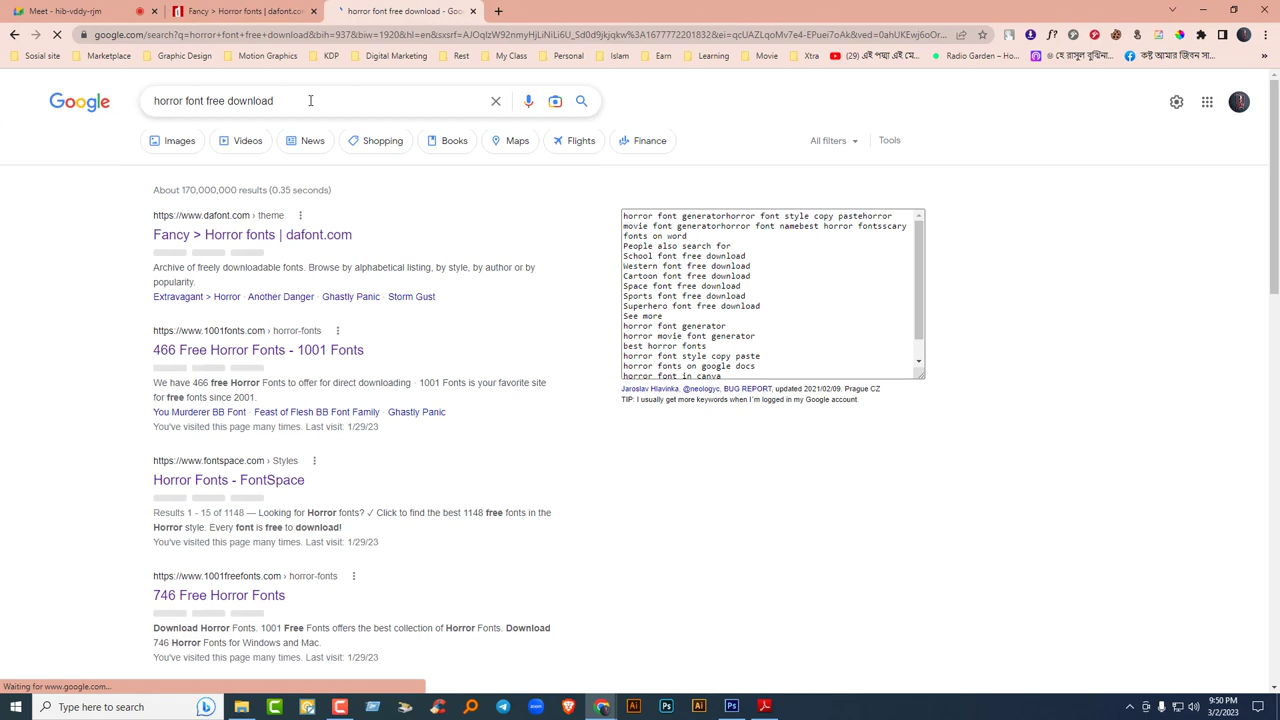 Meet - hib-vddy-jm
Fancy > Horror fonts | dafont.com
horror font free download - Goo
google.com/search?q=horror+font+free+download&bih=937&biw=1920&hl=en&sxsrf=
Sosial site
Graphic Design
Motion Graphics
KDP
Digital Marketing
Resources
My Class
Personal
Islam
Earning
Learning
Movie
Xtra
(29) এই পদ্মা এই মে...
Radio Garden – Ho...
Google
horror font free download
Images
Videos
News
Shopping
Books
Maps
Flights
Finance
All filters
Tools
About 170,000,000 results (0.35 seconds)
https://www.dafont.com › theme
Fancy > Horror fonts | dafont.com
Archive of freely downloadable fonts. Browse by alphabetical listing, by style, by author or by
popularity.
Extravagant > Horror · Another Danger · Ghastly Panic · Storm Gust
https://www.1001fonts.com › horror-fonts
466 Free Horror Fonts - 1001 Fonts
We have 466 free Horror Fonts to offer for direct downloading · 1001 Fonts is your favorite site
for free fonts since 2001.
You Murderer BB Font · Feast of Flesh BB Font Family · Ghastly Panic
You've visited this page many times. Last visit: 1/29/23
https://www.fontspace.com › Styles
Horror Fonts - FontSpace
Results 1 - 15 of 1148 — Looking for Horror fonts? ✓ Click to find the best 1148 free fonts in the
Horror style. Every font is free to download!
You've visited this page many times. Last visit: 1/29/23
https://www.1001freefonts.com › horror-fonts
746 Free Horror Fonts
Download Horror Fonts. 1001 Free Fonts offers the best collection of Horror Fonts. Download
746 Horror Fonts for Windows and Mac.
You've visited this page many times. Last visit: 1/29/23
horror font generatorhorror font style copy pastehorror
movie font generatorhorror font namebest horror fontsscary
fonts on word
People also search for
School font free download
Western font free download
Cartoon font free download
Space font free download
Sports font free download
Superhero font free download
See more
horror font generator
horror movie font generator
best horror fonts
horror font style copy paste
horror fonts on google docs
horror font in canva
Jaroslav Hlavinka, @neologyc, BUG REPORT, updated 2021/02/09. Prague CZ
TIP: I usually get more keywords when I´m logged in my Google account.
Waiting for www.google.com...
Type here to search
zoom
Ai
Ps
Ai
Ps
9:50 PM
3/2/2023